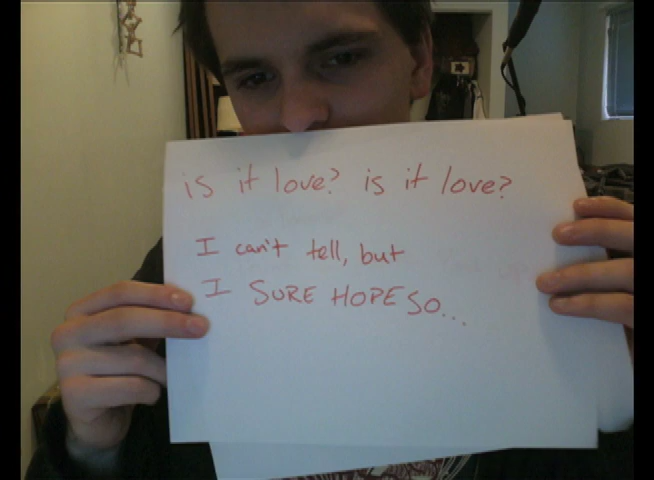 is it love? is it love?
I can't tell, but
I SURE HOPE SO...